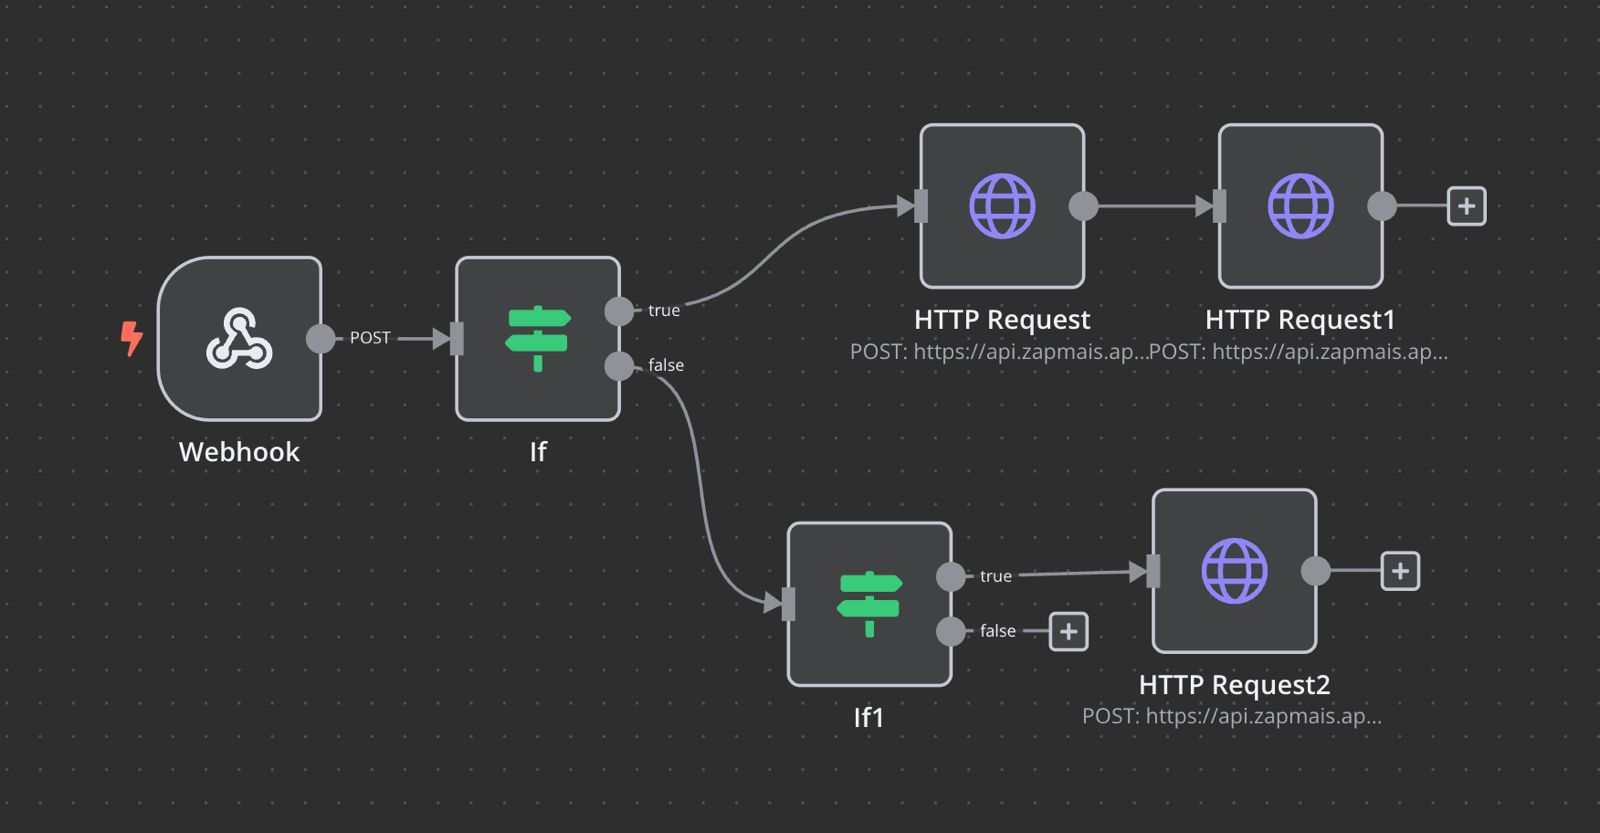 POST
Webhook
true
false
If
HTTP Request
POST: https://api.zapmais.ap...
HTTP Request1
POST: https://api.zapmais.ap...
true
false
If1
HTTP Request2
POST: https://api.zapmais.ap...